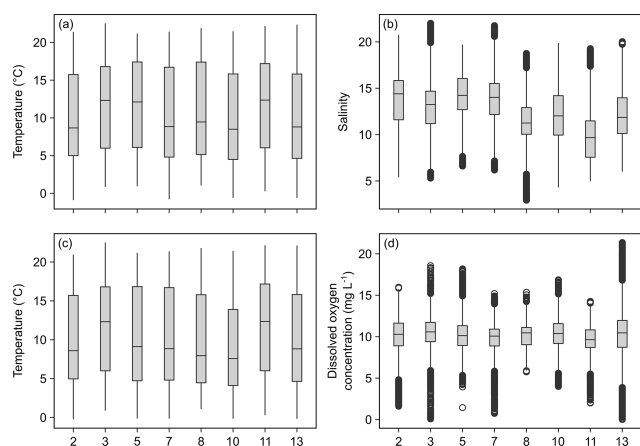 (a)
Temperature (°C)
20
15
10
5
0
(b)
Salinity
20
15
10
5
(c)
Temperature (°C)
20
15
10
5
0
2 3 5 7 8 10 11 13
(d)
Dissolved oxygen
concentration (mg L⁻¹)
20
15
10
5
0
2 3 5 7 8 10 11 13